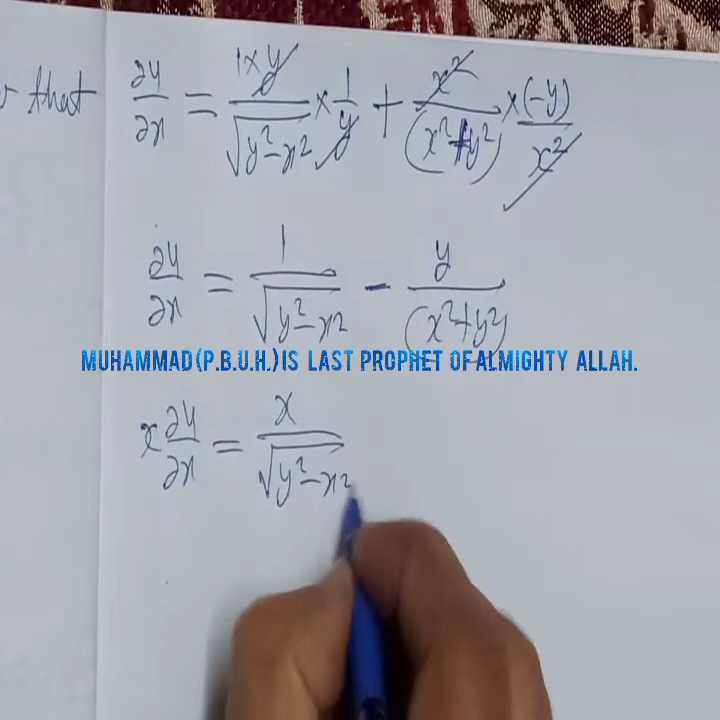 that ∂u/∂x = 1×y/√(y²-x²) × 1/y + x²/(x²+y²) × (-y)/x²
∂u/∂x = 1/√(y²-x²) - y/(x²+y²)
MUHAMMAD(P.B.U.H.)IS LAST PROPHET OF ALMIGHTY ALLAH.
x ∂u/∂x = x/√(y²-x²)